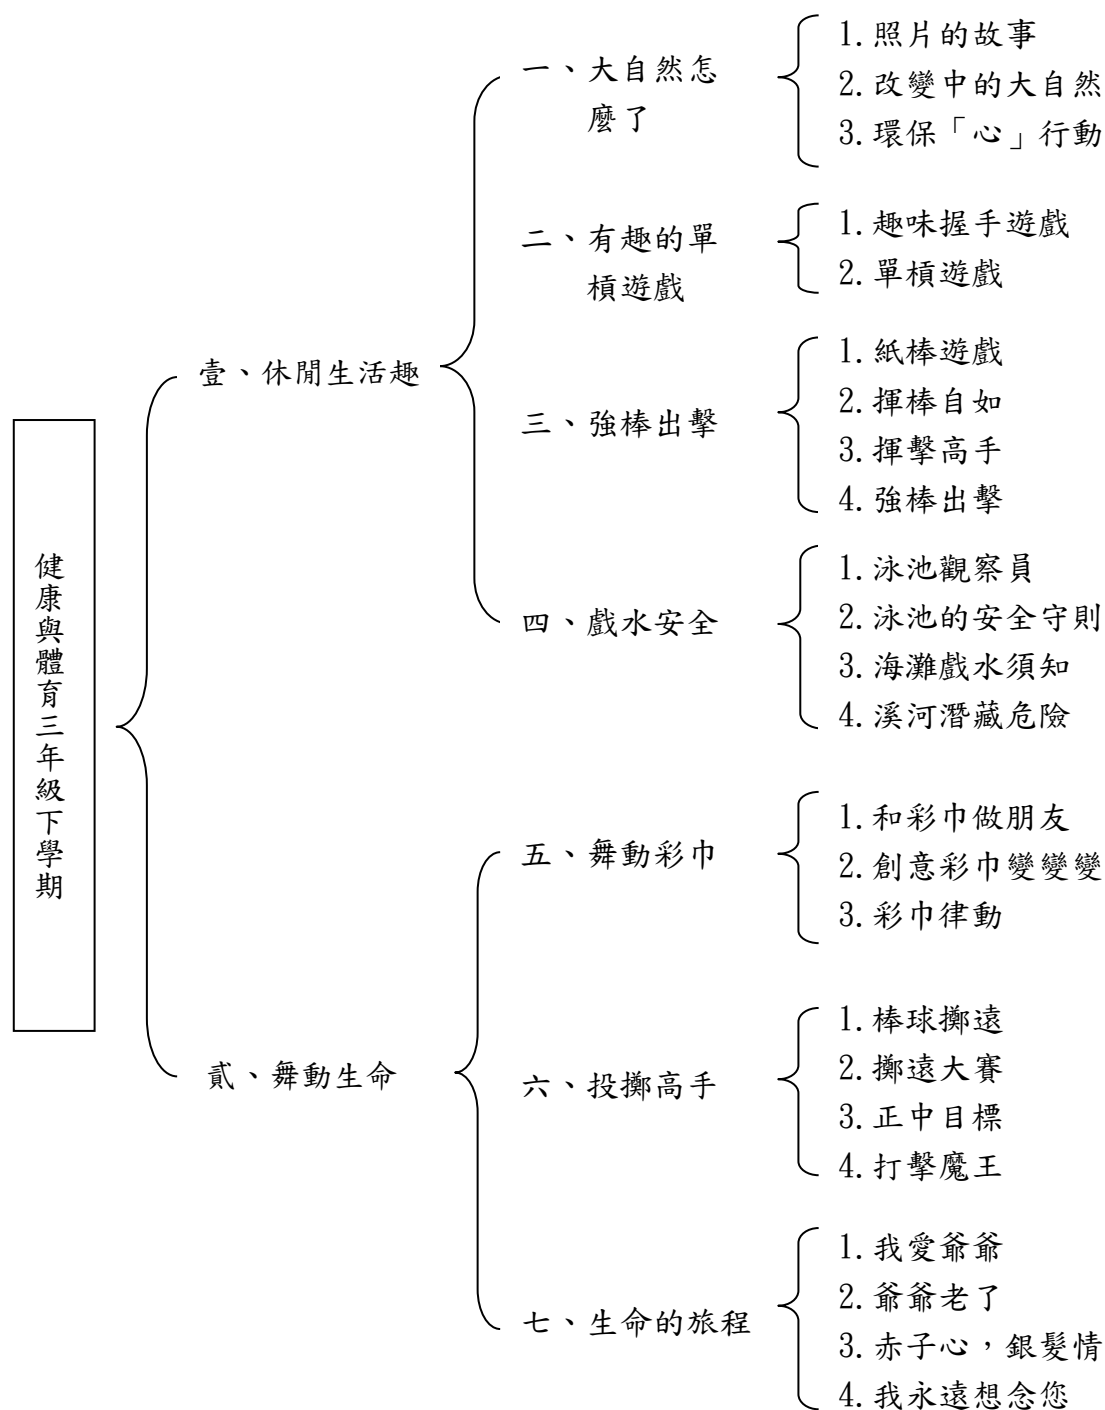 健康與體育三年級下學期
壹、休閒生活趣
一、大自然怎
麼了
1.照片的故事
2.改變中的大自然
3.環保「心」行動
二、有趣的單
槓遊戲
1.趣味握手遊戲
2.單槓遊戲
三、強棒出擊
1.紙棒遊戲
2.揮棒自如
3.揮擊高手
4.強棒出擊
四、戲水安全
1.泳池觀察員
2.泳池的安全守則
3.海灘戲水須知
4.溪河潛藏危險
貳、舞動生命
五、舞動彩巾
1.和彩巾做朋友
2.創意彩巾變變變
3.彩巾律動
六、投擲高手
1.棒球擲遠
2.擲遠大賽
3.正中目標
4.打擊魔王
七、生命的旅程
1.我愛爺爺
2.爺爺老了
3.赤子心，銀髮情
4.我永遠想念您